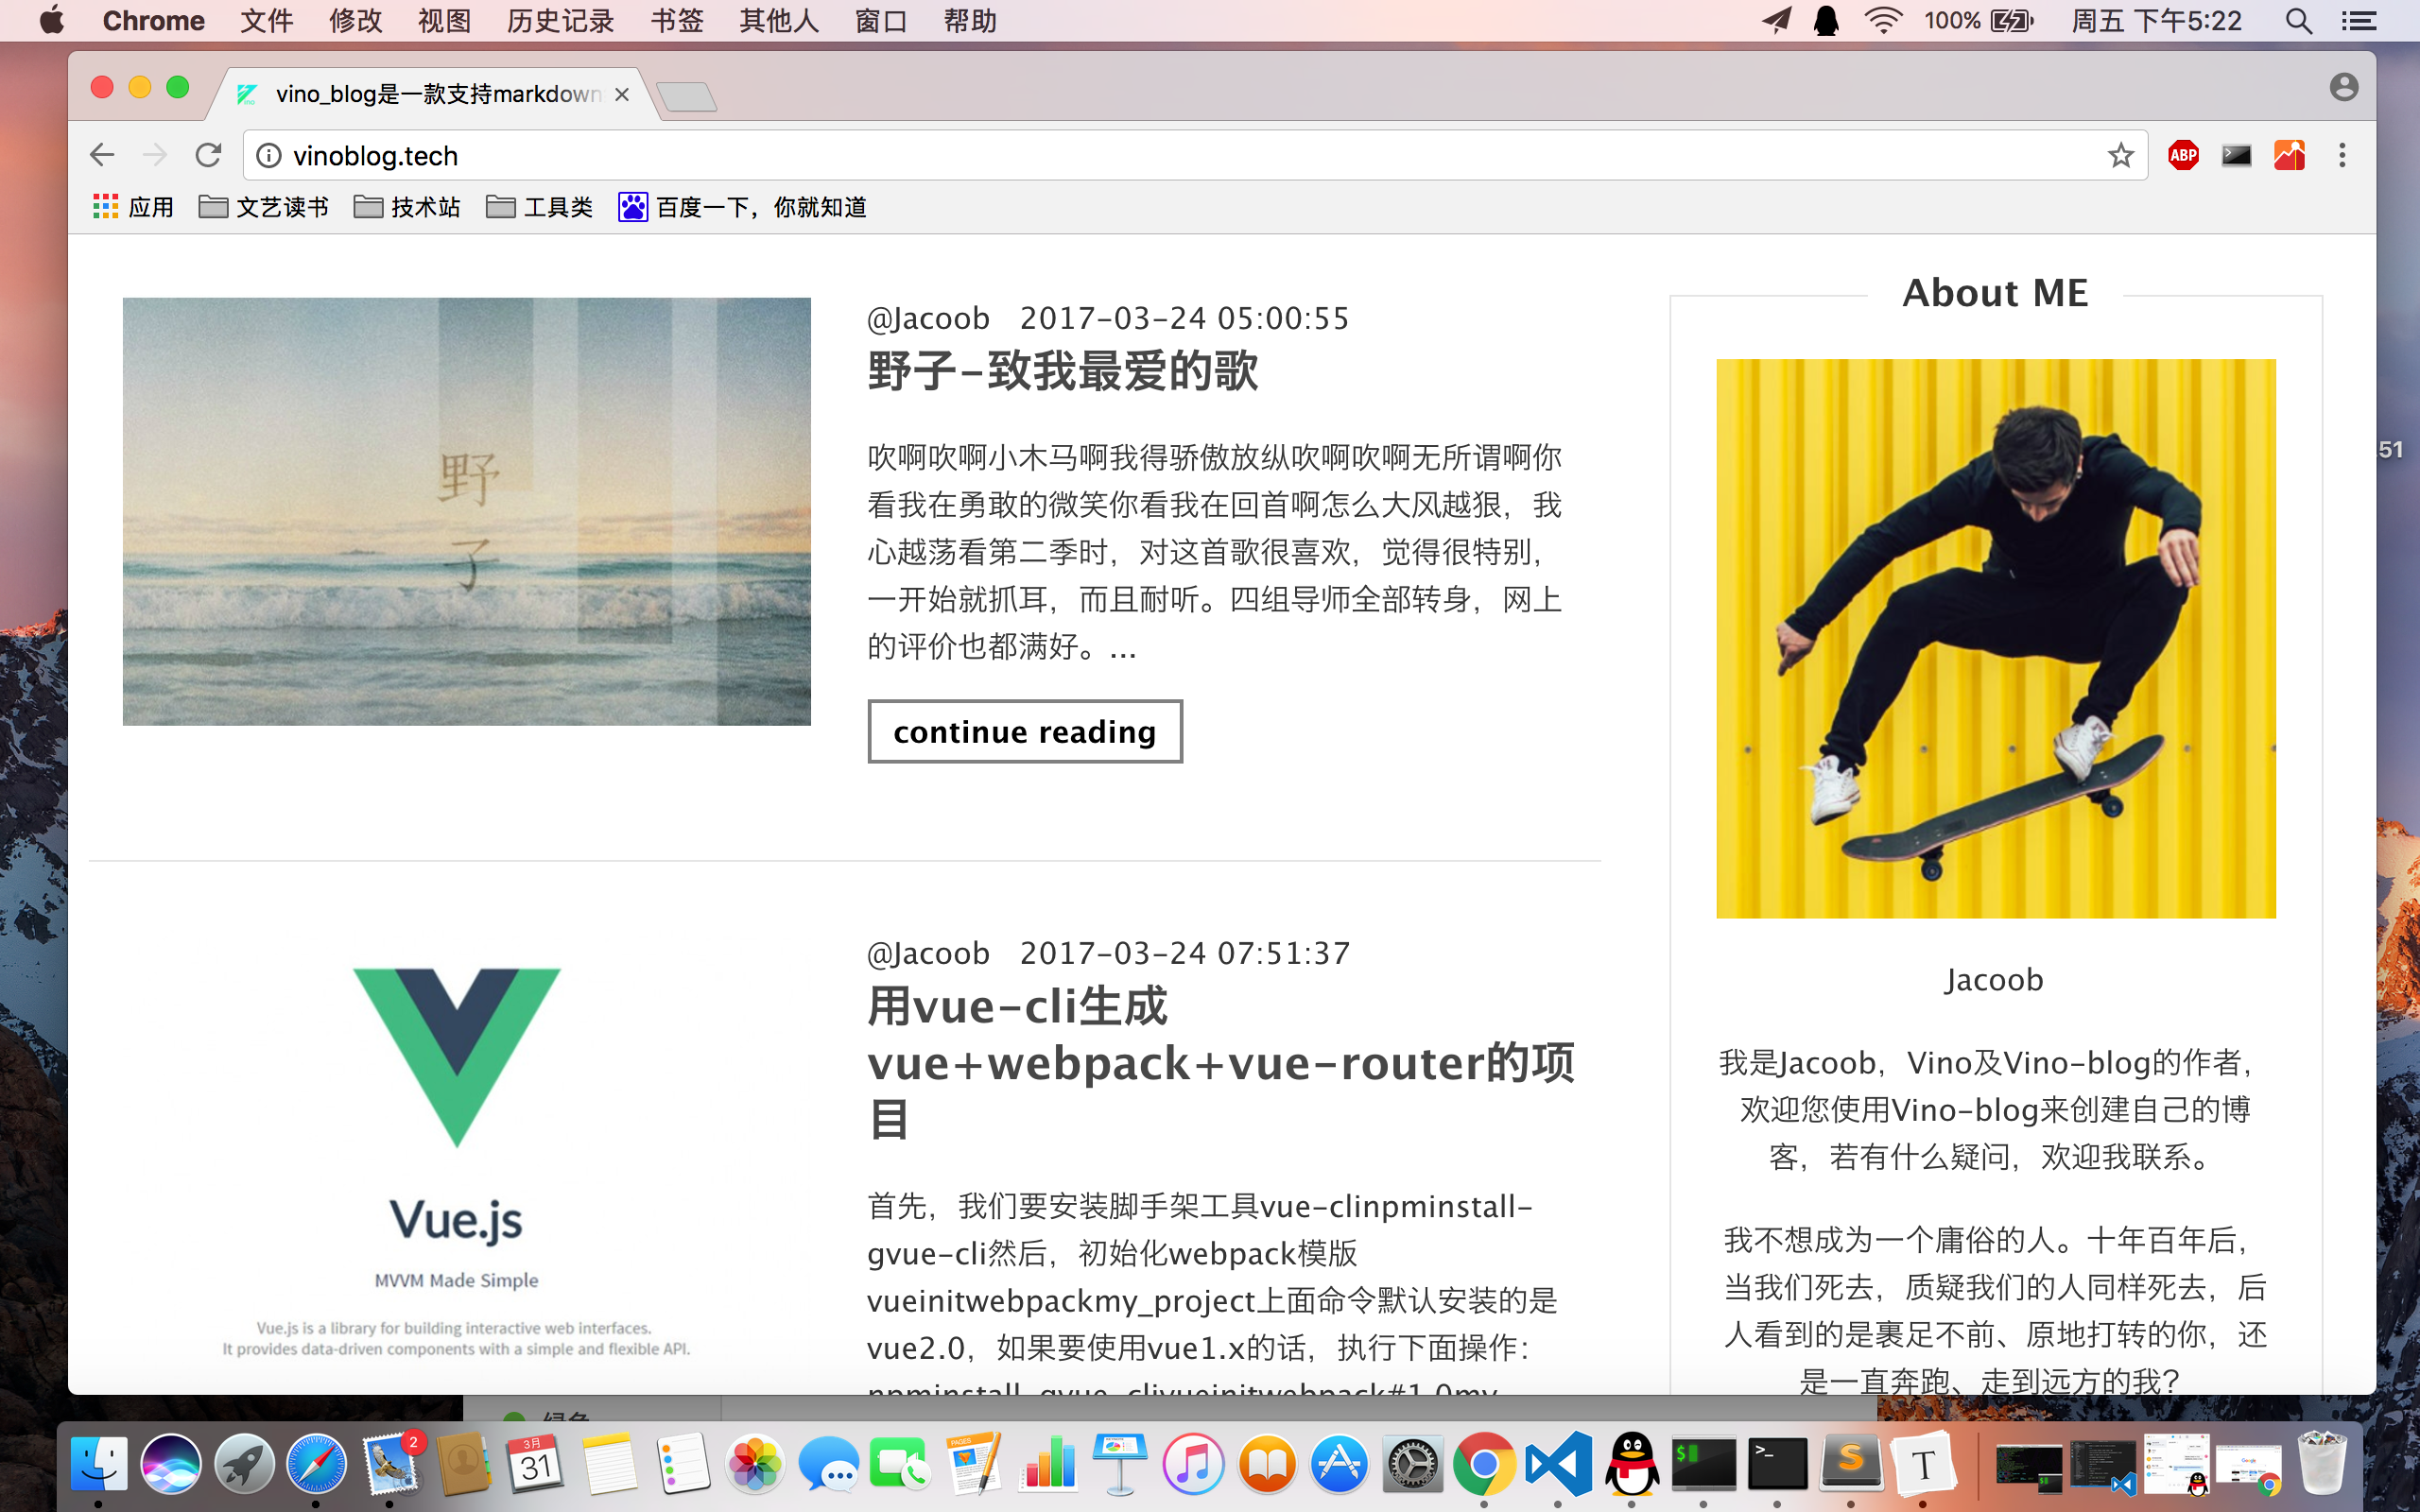 Chrome 文件 修改 视图 历史记录 书签 其他人 窗口 帮助 100% 周五 下午5:22
vino_blog是一款支持markdown
vinoblog.tech
ABP
应用 文艺读书 技术站 工具类 百度一下，你就知道
野
子
@Jacoob 2017-03-24 05:00:55
野子-致我最爱的歌
吹啊吹啊小木马啊我得骄傲放纵吹啊吹啊无所谓啊你
看我在勇敢的微笑你看我在回首啊怎么大风越狠，我
心越荡看第二季时，对这首歌很喜欢，觉得很特别，
一开始就抓耳，而且耐听。四组导师全部转身，网上
的评价也都满好。...
continue reading
Vue.js
MVVM Made Simple
Vue.js is a library for building interactive web interfaces.
It provides data-driven components with a simple and flexible API.
@Jacoob 2017-03-24 07:51:37
用vue-cli生成
vue+webpack+vue-router的项
目
首先，我们要安装脚手架工具vue-clinpminstall-
gvue-cli然后，初始化webpack模版
vueinitwebpackmy_project上面命令默认安装的是
vue2.0，如果要使用vue1.x的话，执行下面操作：
npminstall-gvue-clivueinitwebpack#1.0my
About ME
Jacoob
我是Jacoob，Vino及Vino-blog的作者，
欢迎您使用Vino-blog来创建自己的博
客，若有什么疑问，欢迎我联系。
我不想成为一个庸俗的人。十年百年后，
当我们死去，质疑我们的人同样死去，后
人看到的是裹足不前、原地打转的你，还
是一直奔跑、走到远方的我？
51
绿色
2
3月
31
PAGES